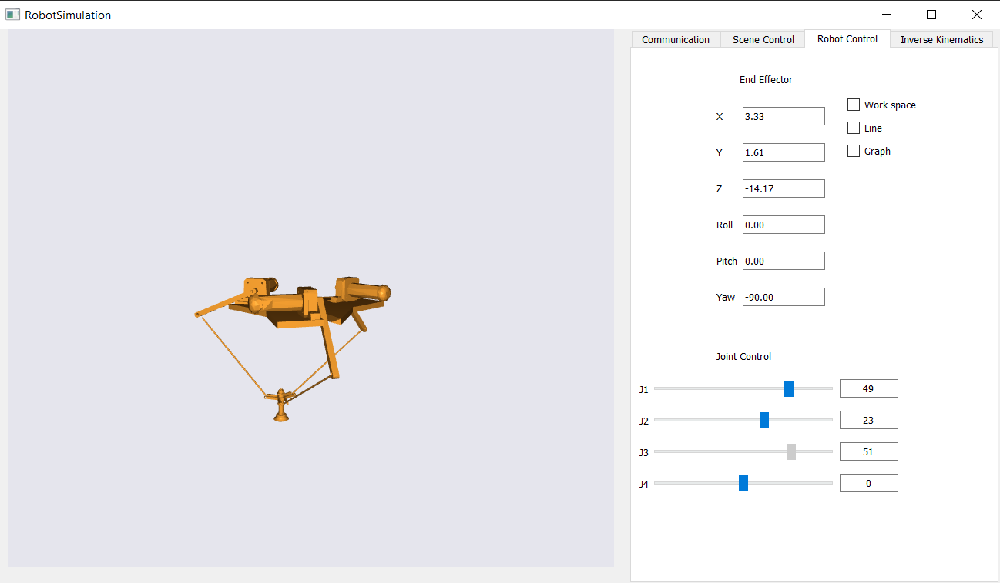 RobotSimulation
Communication Scene Control Robot Control Inverse Kinematics
End Effector
X 3.33
Y 1.61
Z -14.17
Roll 0.00
Pitch 0.00
Yaw -90.00
Work space
Line
Graph
Joint Control
J1 49
J2 23
J3 51
J4 0